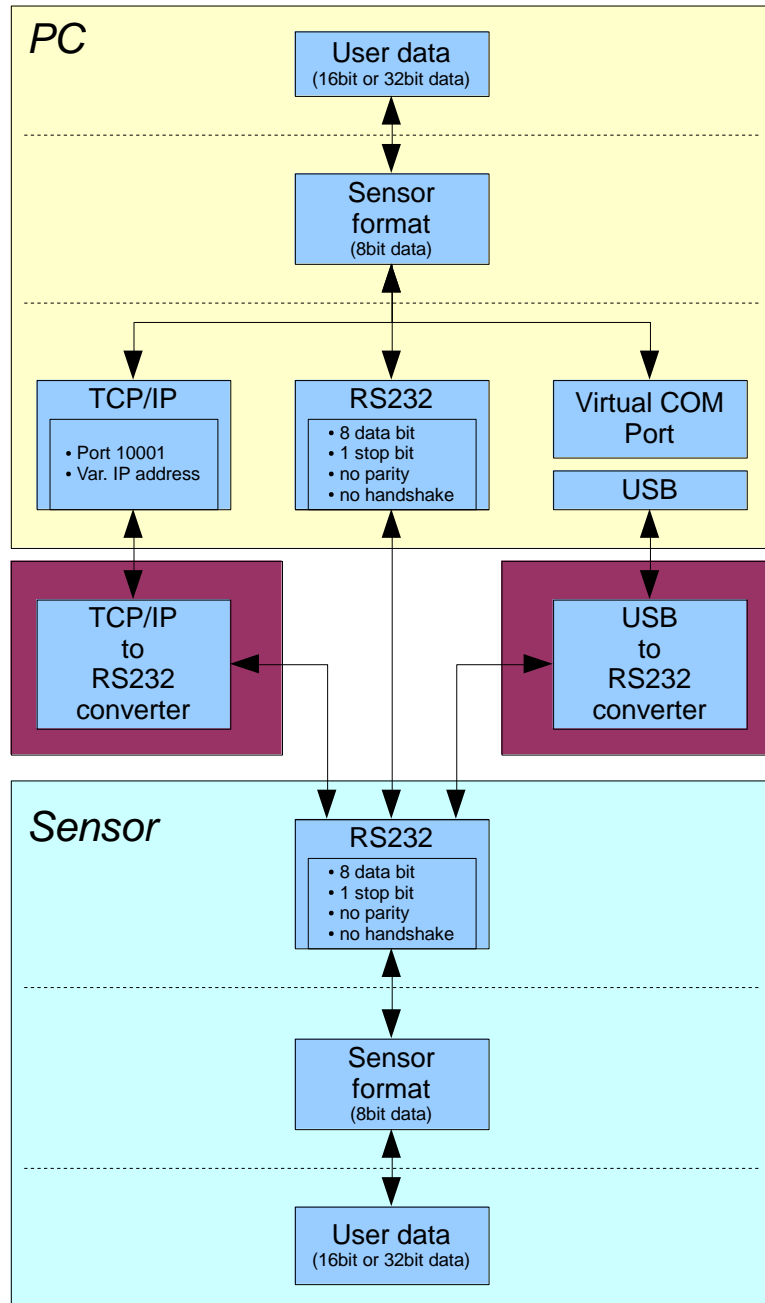 PC
User data
(16bit or 32bit data)
Sensor
format
(8bit data)
TCP/IP
• Port 10001
• Var. IP address
RS232
• 8 data bit
• 1 stop bit
• no parity
• no handshake
Virtual COM
Port
USB
TCP/IP
to
RS232
converter
USB
to
RS232
converter
Sensor
RS232
• 8 data bit
• 1 stop bit
• no parity
• no handshake
Sensor
format
(8bit data)
User data
(16bit or 32bit data)